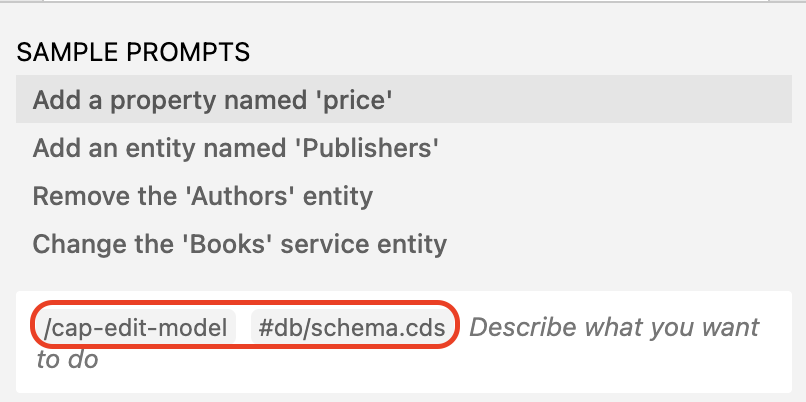 SAMPLE PROMPTS
Add a property named 'price'
Add an entity named 'Publishers'
Remove the 'Authors' entity
Change the 'Books' service entity
/cap-edit-model #db/schema.cds Describe what you want
to do